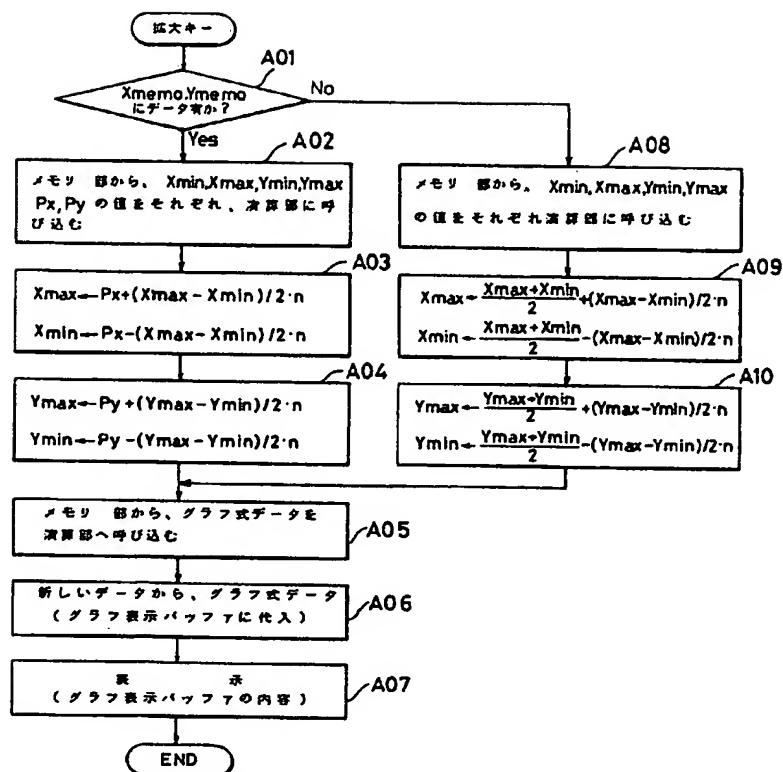 拡大キー
A01
Xmemo.Ymemo
にデータ有か?
No
Yes
A02
メモリ 部から、 Xmin,Xmax,Ymin,Ymax
Px,Py の値をそれぞれ、演算部に呼
び込む
A03
Xmax←Px+(Xmax-Xmin)/2·n
Xmin←Px-(Xmax-Xmin)/2·n
A04
Ymax←Py+(Ymax-Ymin)/2·n
Ymin←Py-(Ymax-Ymin)/2·n
A08
メモリ 部から、 Xmin,Xmax,Ymin,Ymax
の値をそれぞれ演算部に呼び込む
A09
Xmax←(Xmax+Xmin)/2+(Xmax-Xmin)/2·n
Xmin←(Xmax+Xmin)/2-(Xmax-Xmin)/2·n
A10
Ymax←(Ymax+Ymin)/2+(Ymax-Ymin)/2·n
Ymin←(Ymax+Ymin)/2-(Ymax-Ymin)/2·n
メモリ 部から、グラフ式データを
演算部へ呼び込む
A05
新しいデータから、グラフ式データ
(グラフ表示バッファに代入)
A06
表 示
(グラフ表示バッファの内容)
A07
END